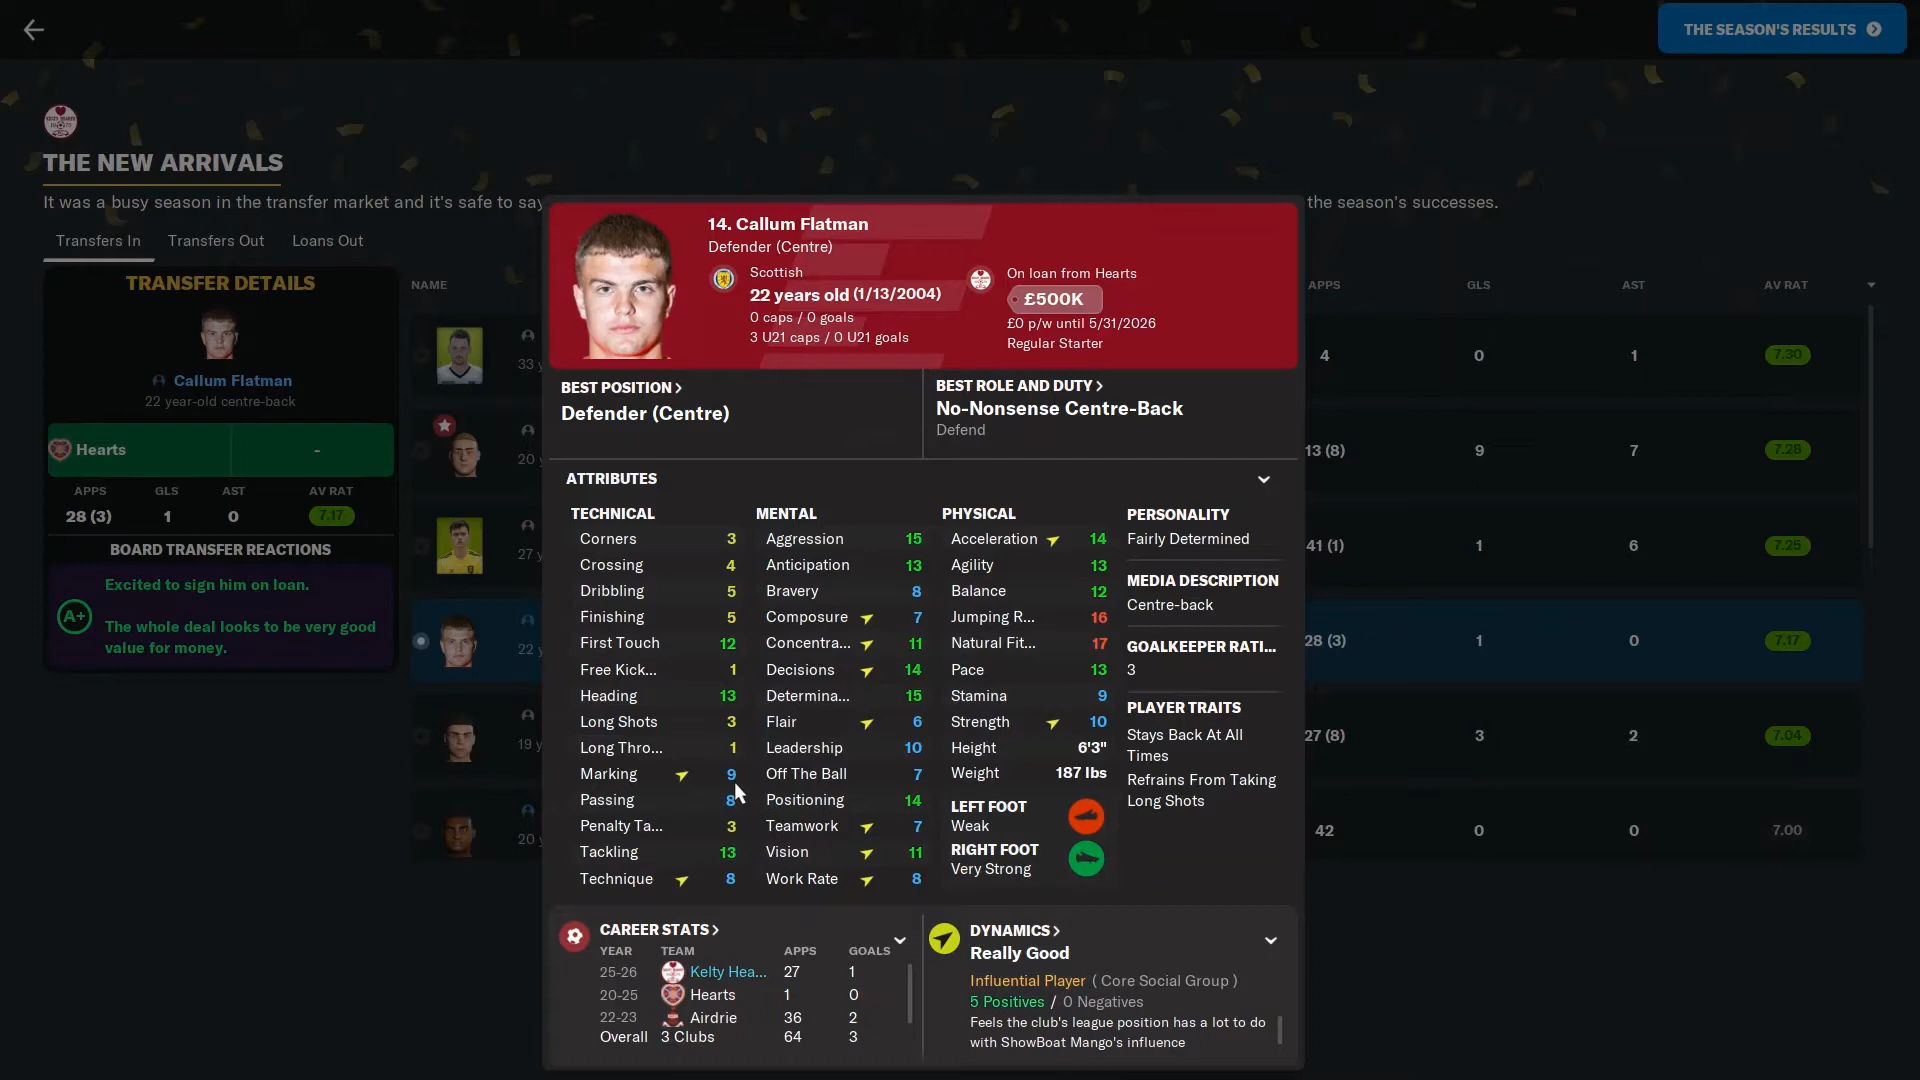 THE SEASON'S RESULTS
THE NEW ARRIVALS
It was a busy season in the transfer market and it's safe to say
the season's successes.
Transfers In
Transfers Out
Loans Out
TRANSFER DETAILS
Callum Flatman
22 year-old centre-back
Hearts
-
APPS GLS AST AV RAT
28 (3) 1 0 7.17
BOARD TRANSFER REACTIONS
A+
Excited to sign him on loan.
The whole deal looks to be very good
value for money.
NAME
APPS GLS AST AV RAT
33 y
4 0 1 7.30
20 y
13 (8) 9 7 7.28
27 y
41 (1) 1 6 7.25
22 y
28 (3) 1 0 7.17
19 y
27 (8) 3 2 7.04
20 y
42 0 0 7.00
14. Callum Flatman
Defender (Centre)
Scottish
22 years old (1/13/2004)
0 caps / 0 goals
3 U21 caps / 0 U21 goals
On loan from Hearts
£500K
£0 p/w until 5/31/2026
Regular Starter
BEST POSITION
Defender (Centre)
BEST ROLE AND DUTY
No-Nonsense Centre-Back
Defend
ATTRIBUTES
TECHNICAL
Corners 3
Crossing 4
Dribbling 5
Finishing 5
First Touch 12
Free Kick... 1
Heading 13
Long Shots 3
Long Thro... 1
Marking 9
Passing 8
Penalty Ta... 3
Tackling 13
Technique 8
MENTAL
Aggression 15
Anticipation 13
Bravery 8
Composure 7
Concentra... 11
Decisions 14
Determina... 15
Flair 6
Leadership 10
Off The Ball 7
Positioning 14
Teamwork 7
Vision 11
Work Rate 8
PHYSICAL
Acceleration 14
Agility 13
Balance 12
Jumping R... 16
Natural Fit... 17
Pace 13
Stamina 9
Strength 10
Height 6'3"
Weight 187 lbs
LEFT FOOT
Weak
RIGHT FOOT
Very Strong
PERSONALITY
Fairly Determined
MEDIA DESCRIPTION
Centre-back
GOALKEEPER RATI...
3
PLAYER TRAITS
Stays Back At All
Times
Refrains From Taking
Long Shots
CAREER STATS
YEAR TEAM APPS GOALS
25-26 Kelty Hea... 27 1
20-25 Hearts 1 0
22-23 Airdrie 36 2
Overall 3 Clubs 64 3
DYNAMICS
Really Good
Influential Player ( Core Social Group )
5 Positives / 0 Negatives
Feels the club's league position has a lot to do
with ShowBoat Mango's influence